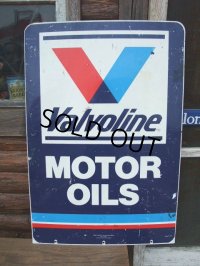 Valvoline
SOLD OUT
MOTOR
OILS